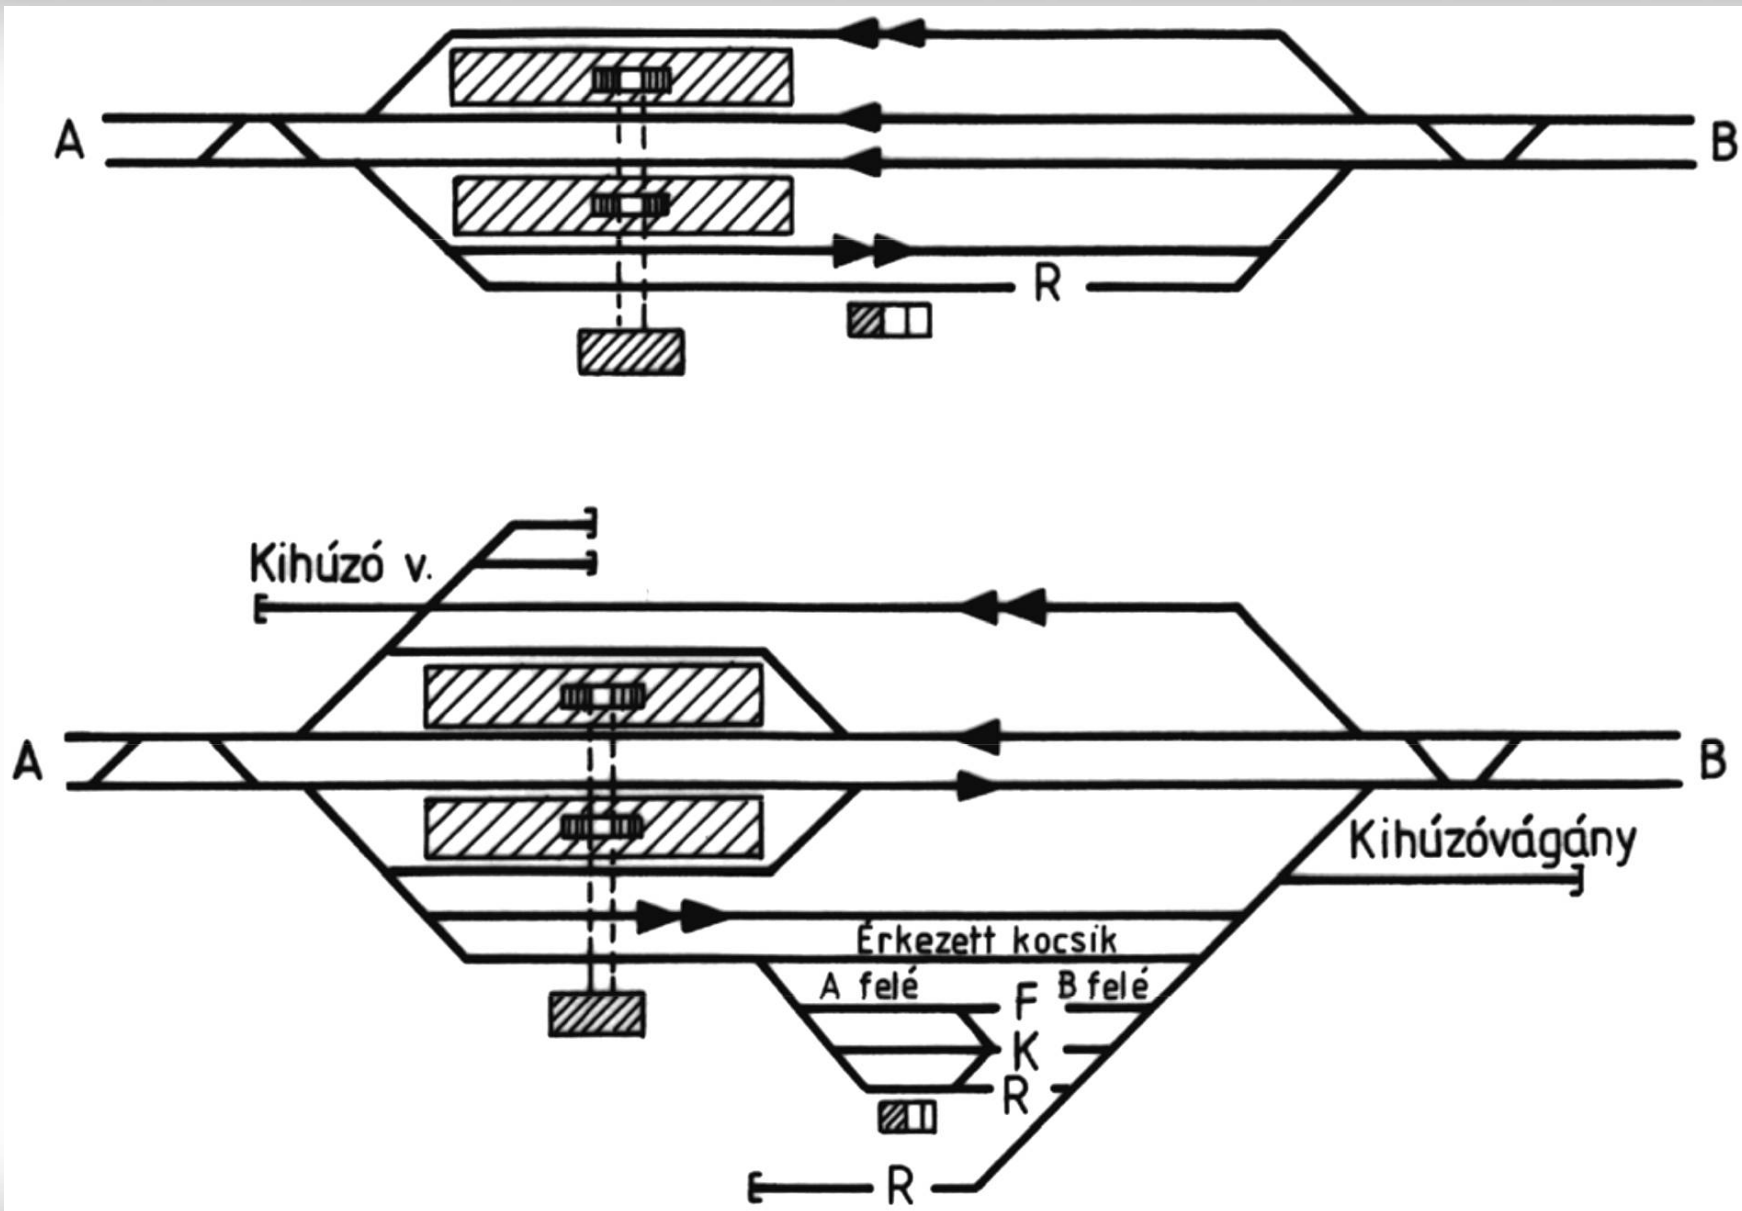 A
B
R
Kihúzó v.
A
B
Kihúzóvágány
Érkezett kocsik
A felé
B felé
F
K
R
R